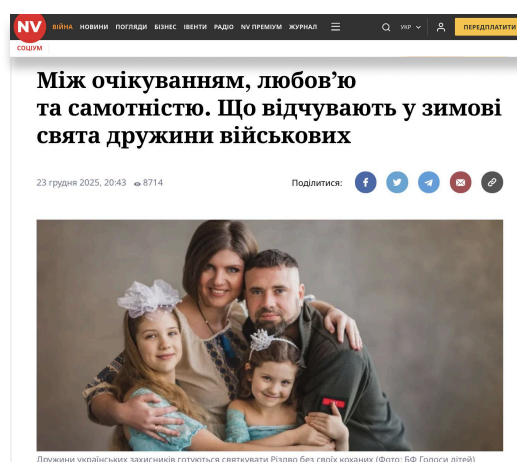 NV
ВІЙНА НОВИНИ ПОГЛЯДИ БІЗНЕС ІВЕНТИ РАДІО NV ПРЕМІУМ ЖУРНАЛ УКР ПЕРЕДПЛАТИТИ
СОЦІУМ
Між очікуванням, любов’ю
та самотністю. Що відчувають у зимові
свята дружини військових
23 грудня 2025, 20:43 8714 Поділитися:
Дружини українських захисників готуються святкувати Різдво без своїх коханих (Фото: БФ Голоси дітей)